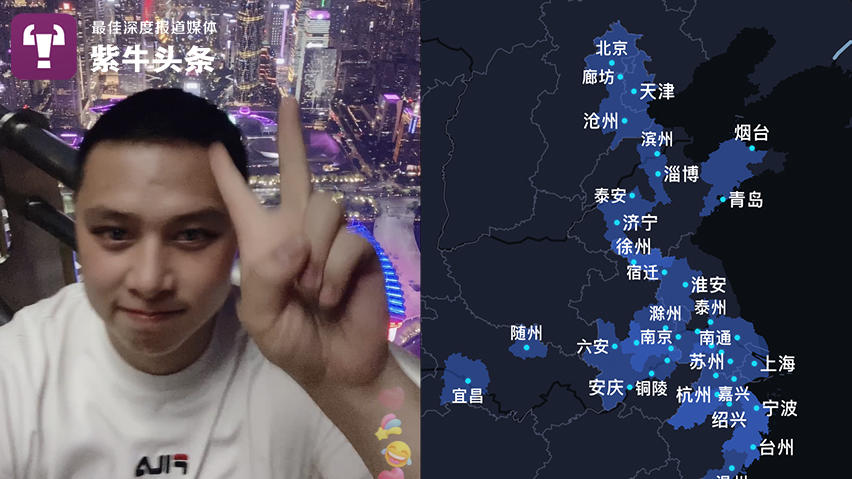 最佳深度报道媒体
紫牛头条
FILA
北京
廊坊
天津
沧州
滨州
烟台
淄博
泰安
青岛
济宁
徐州
宿迁
淮安
泰州
滁州
随州
南京
南通
六安
苏州
上海
宜昌
安庆
铜陵
杭州
嘉兴
宁波
绍兴
台州
温州